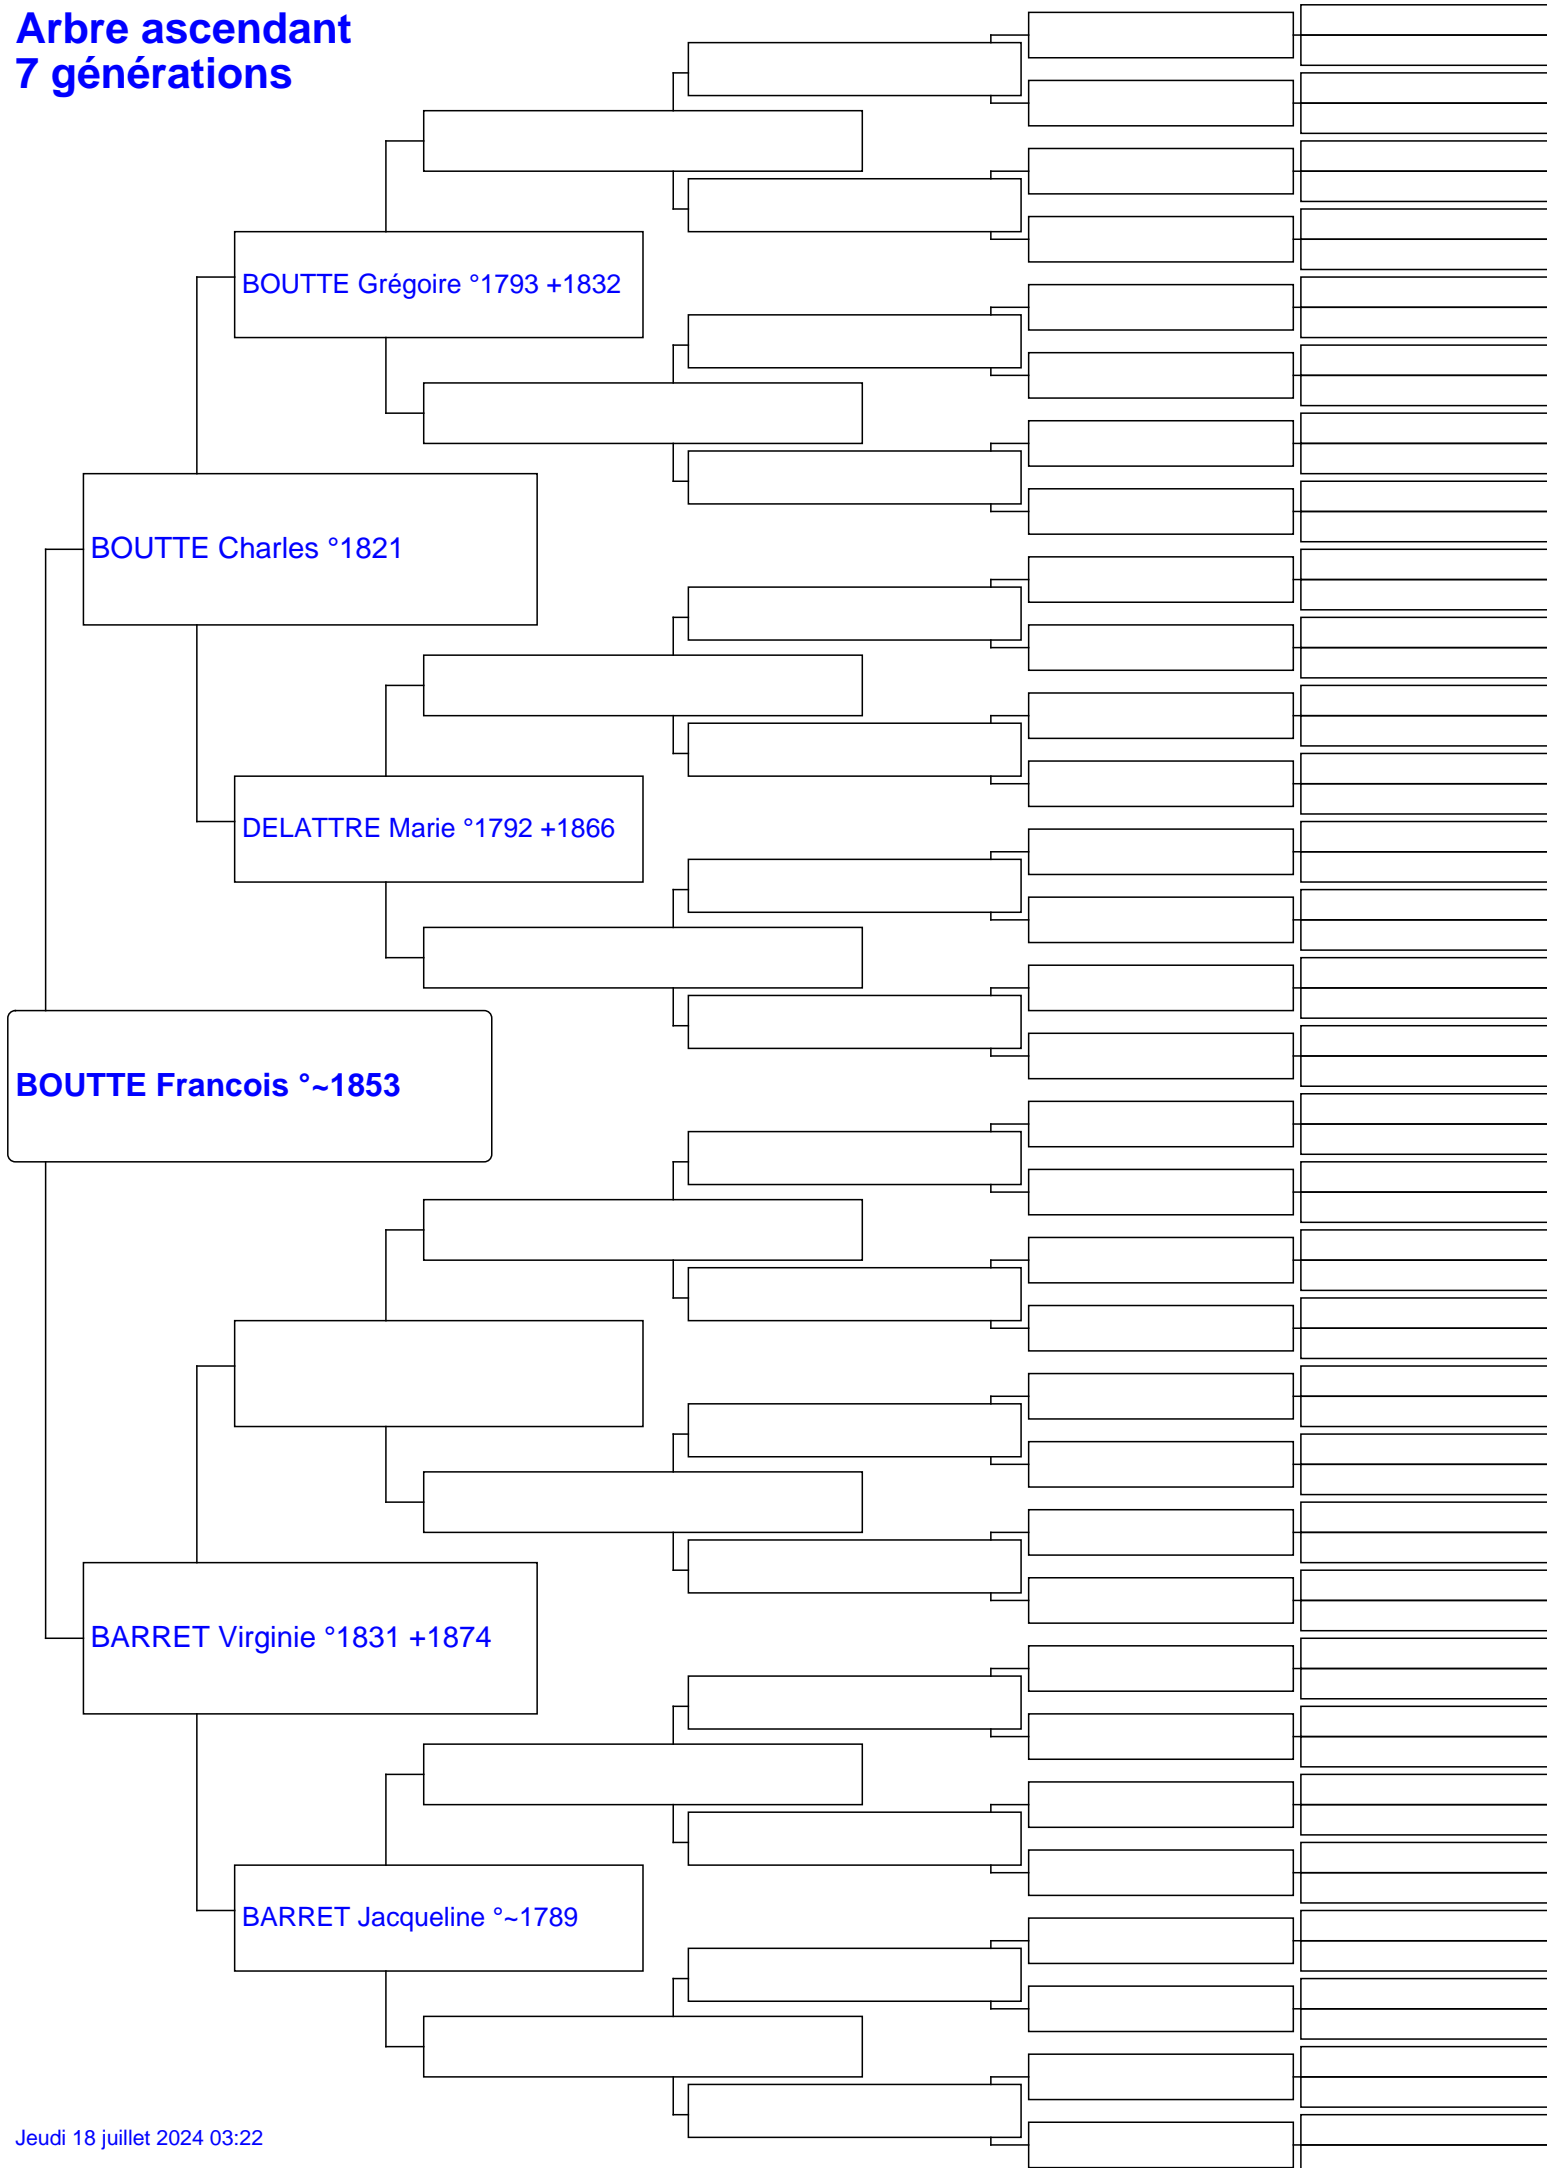 Arbre ascendant
7 générations
BOUTTE Grégoire °1793 +1832
BOUTTE Charles °1821
DELATTRE Marie °1792 +1866
BOUTTE Francois °~1853
BARRET Virginie °1831 +1874
BARRET Jacqueline °~1789
Jeudi 18 juillet 2024 03:22